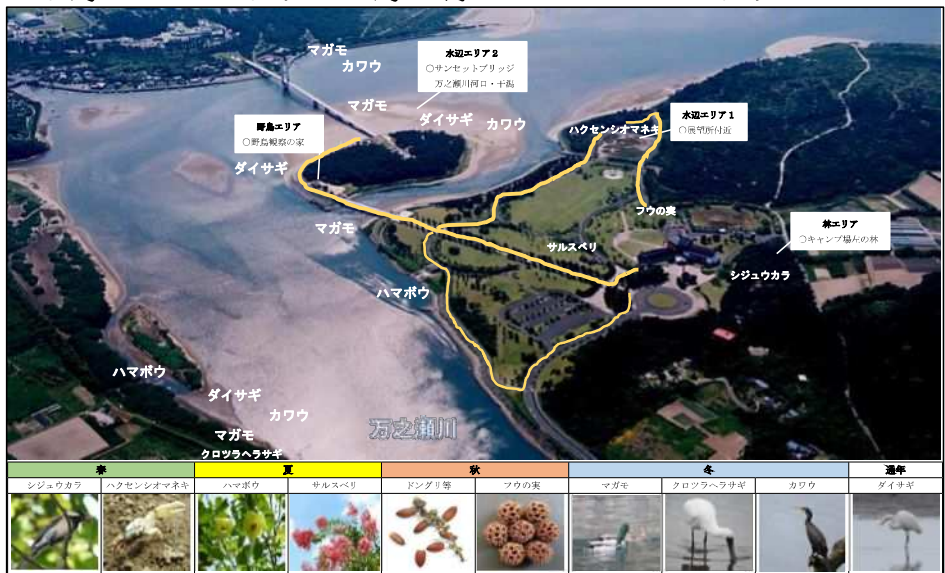 マガモ
カワウ
水辺エリア2
○サンセットブリッジ
万之瀬川河口・干潟
マガモ
ダイサギ
カワウ
水辺エリア1
○展望所付近
ハクセンシオマネキ
野鳥エリア
○野鳥観察の家
ダイサギ
フウの実
マガモ
林エリア
○キャンプ場左の林
サルスベリ
シジュウカラ
ハマボウ
ハマボウ
ダイサギ
カワウ
万之瀬川
マガモ
クロツラヘラサギ
春 夏 秋 冬 通年
シジュウカラ ハクセンシオマネキ ハマボウ サルスベリ ドングリ等 フウの実 マガモ クロツラヘラサギ カワウ ダイサギ